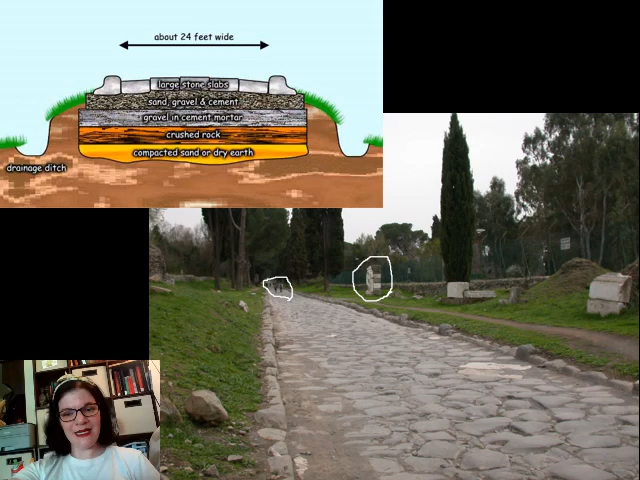 about 24 feet wide
large stone slabs
sand, gravel & cement
gravel in cement mortar
crushed rock
compacted sand or dry earth
drainage ditch